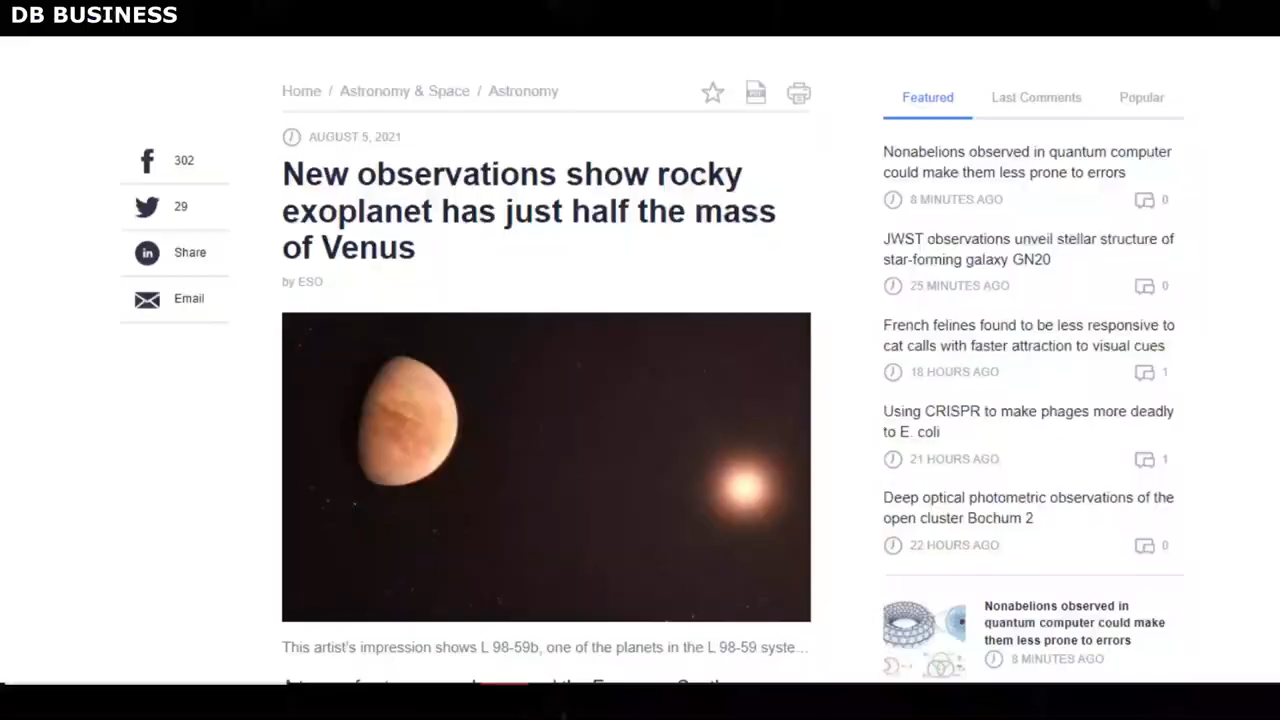 DB BUSINESS
Home / Astronomy & Space / Astronomy
PDF
302
29
Share
Email
AUGUST 5, 2021
New observations show rocky
exoplanet has just half the mass
of Venus
by ESO
This artist's impression shows L 98-59b, one of the planets in the L 98-59 syste...
Featured
Last Comments
Popular
Nonabelions observed in quantum computer
could make them less prone to errors
8 MINUTES AGO
0
JWST observations unveil stellar structure of
star-forming galaxy GN20
25 MINUTES AGO
0
French felines found to be less responsive to
cat calls with faster attraction to visual cues
18 HOURS AGO
1
Using CRISPR to make phages more deadly
to E. coli
21 HOURS AGO
1
Deep optical photometric observations of the
open cluster Bochum 2
22 HOURS AGO
0
Nonabelions observed in
quantum computer could make
them less prone to errors
8 MINUTES AGO